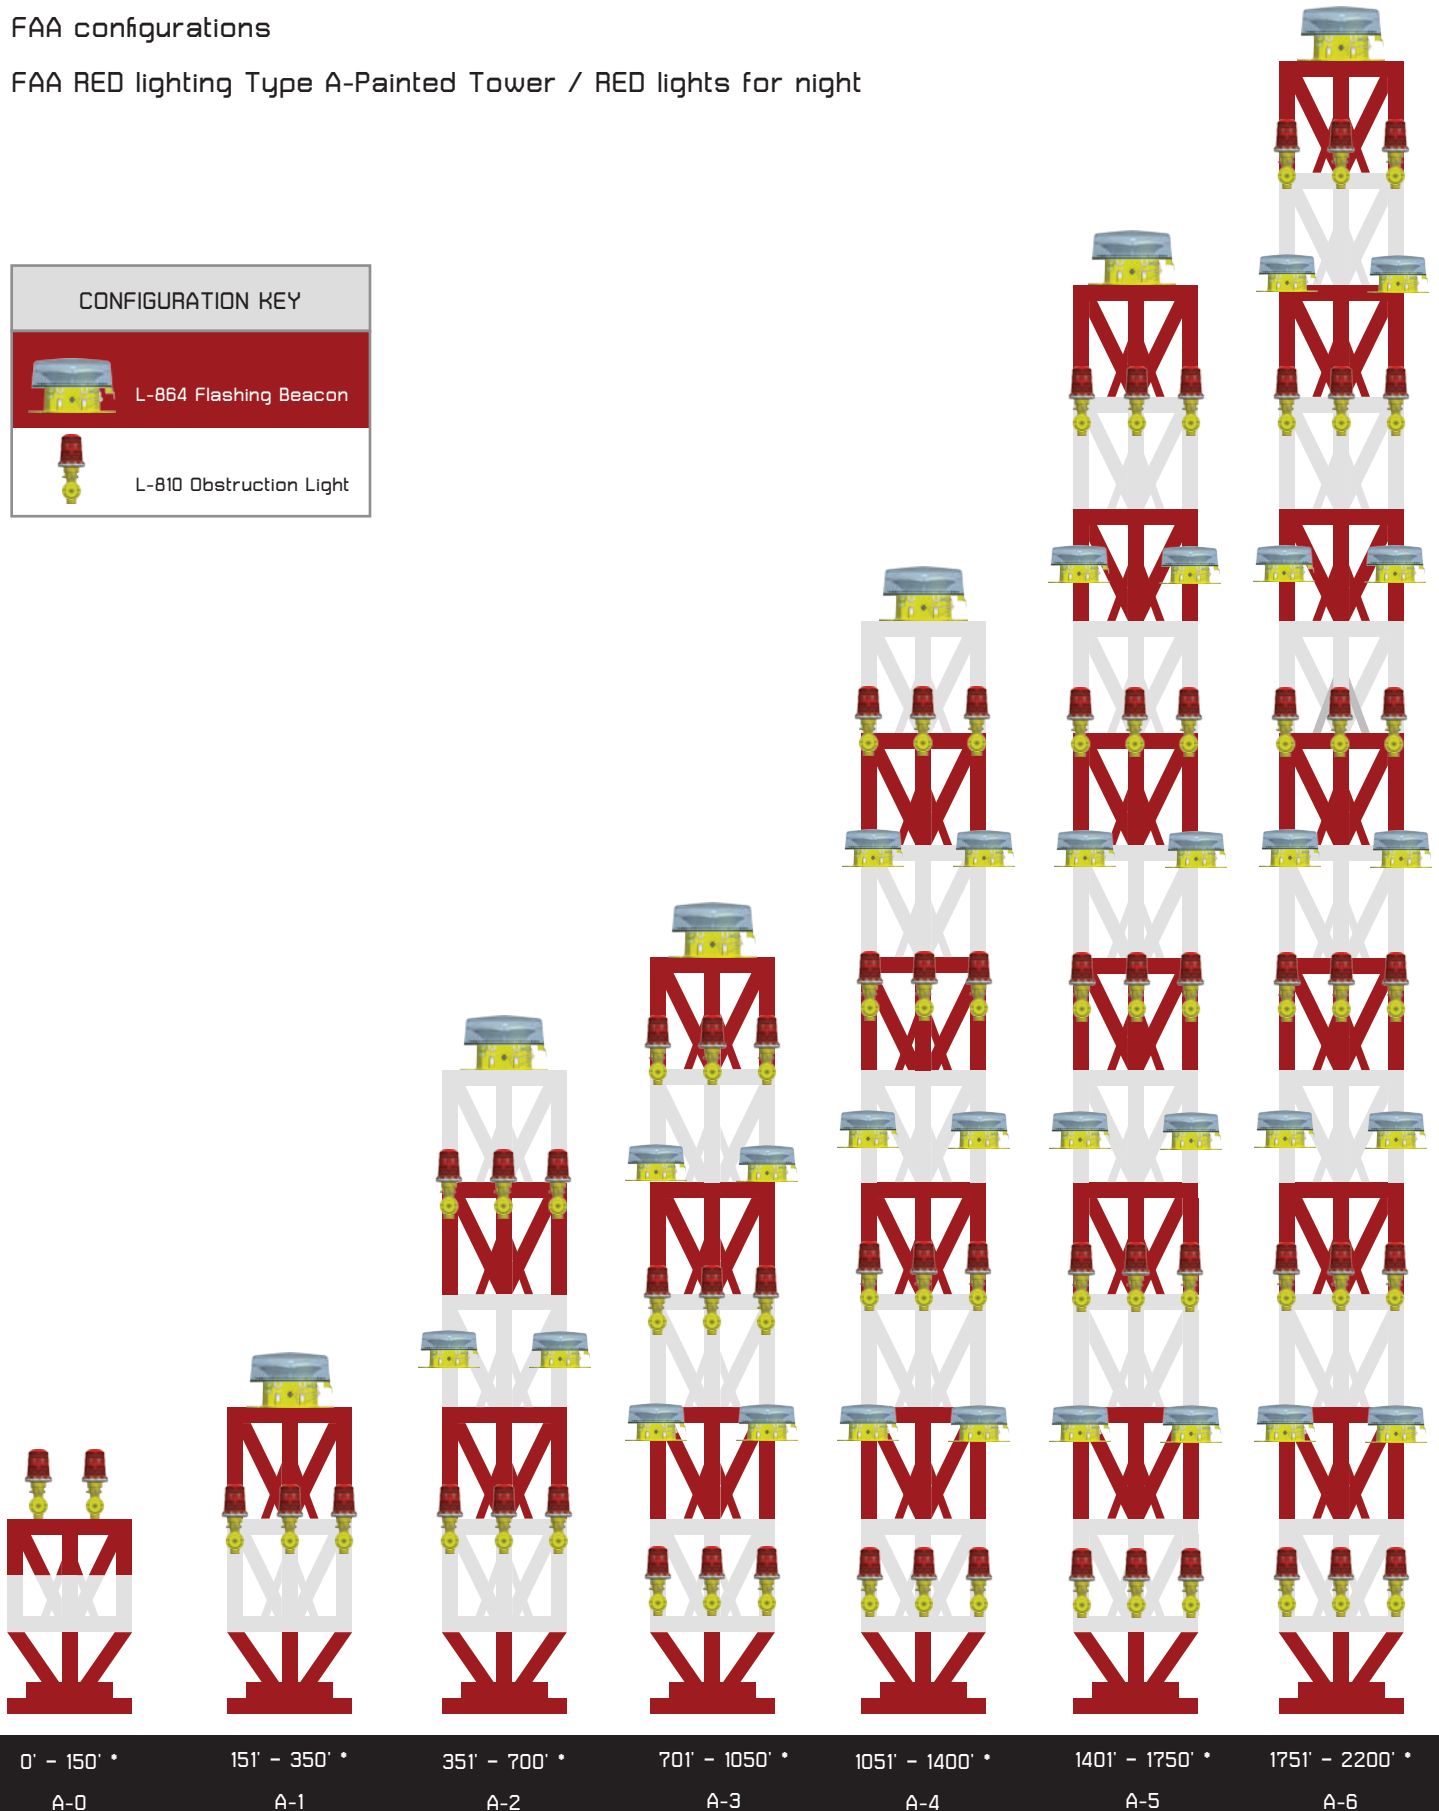 FAA configurations
FAA RED lighting Type A-Painted Tower / RED lights for night
CONFIGURATION KEY
L-864 Flashing Beacon
L-810 Obstruction Light
0' - 150' *
151' - 350' *
351' - 700' *
701' - 1050' *
1051' - 1400' *
1401' - 1750' *
1751' - 2200' *
A-0
A-1
A-2
A-3
A-4
A-5
A-6